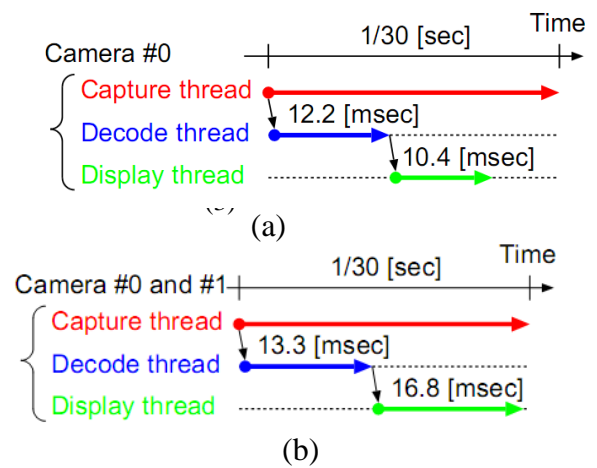 Time
1/30 [sec]
Camera #0
Capture thread
12.2 [msec]
Decode thread
10.4 [msec]
Display thread
(a)
Time
1/30 [sec]
Camera #0 and #1
Capture thread
13.3 [msec]
Decode thread
16.8 [msec]
Display thread
(b)